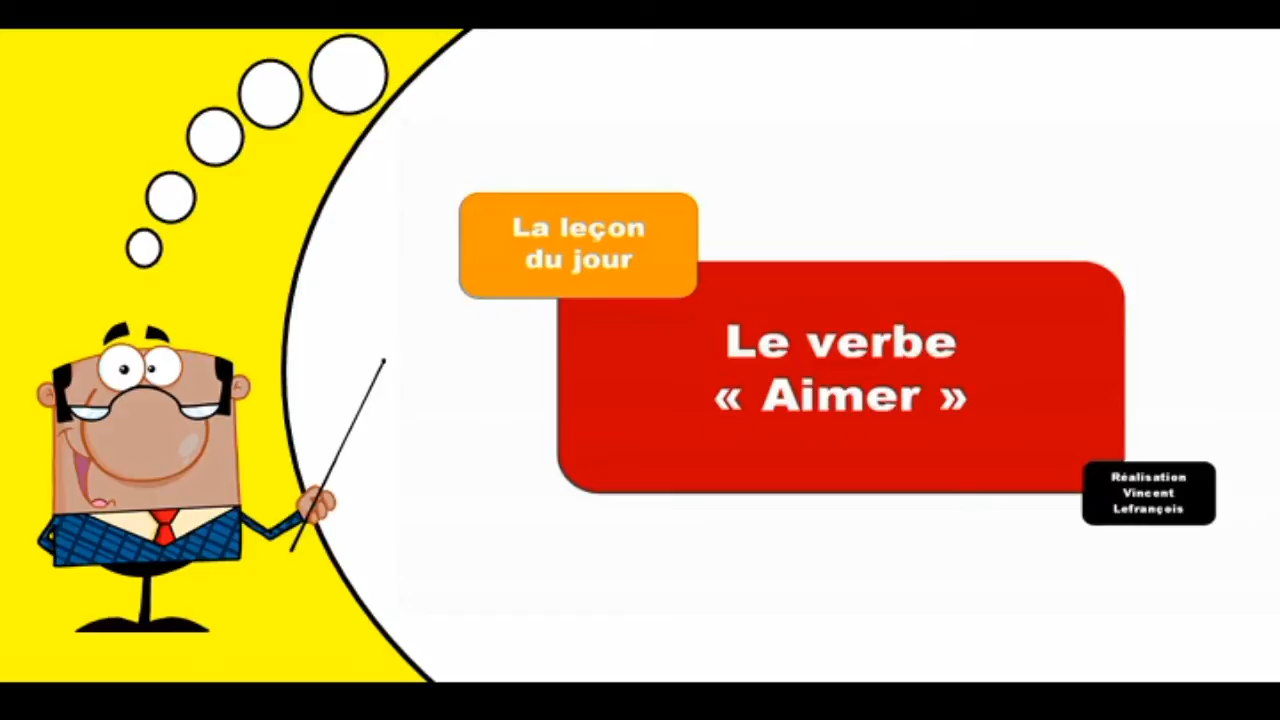 La leçon
du jour
Le verbe
« Aimer »
Réalisation
Vincent
Lefrançois